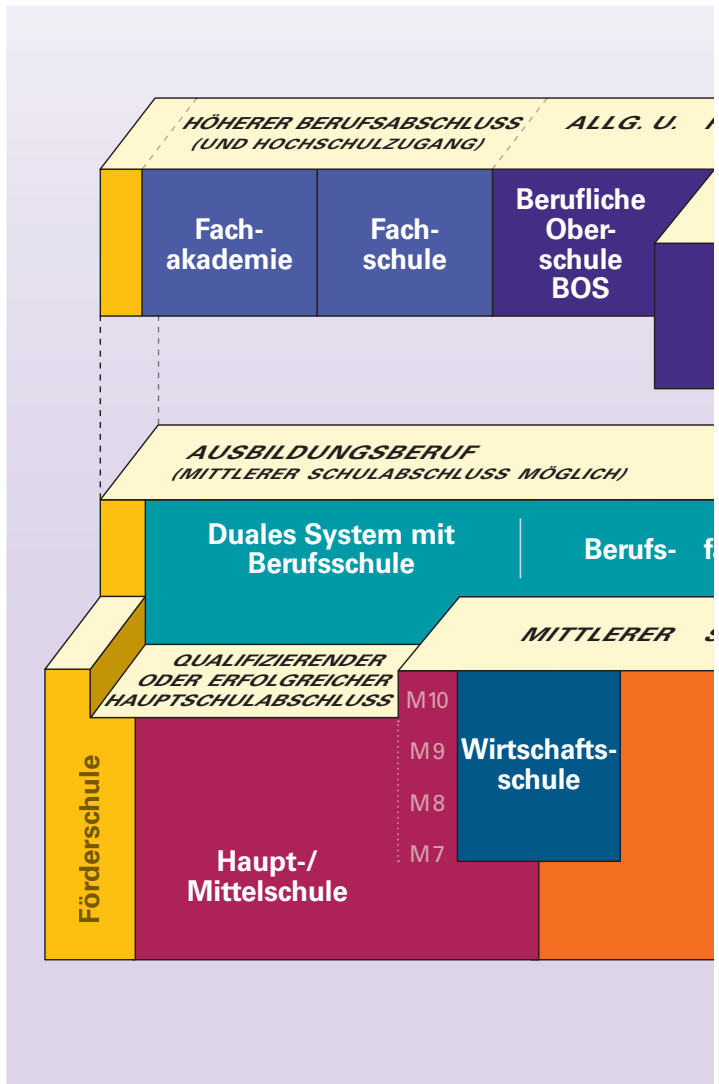 HÖHERER BERUFSABSCHLUSS
(UND HOCHSCHULZUGANG)
ALLG. U.
Fach-
akademie
Fach-
schule
Berufliche
Ober-
schule
BOS
AUSBILDUNGSBERUF
(MITTLERER SCHULABSCHLUSS MÖGLICH)
Duales System mit
Berufsschule
Berufs-
MITTLERER
QUALIFIZIERENDER
ODER ERFOLGREICHER
HAUPTSCHULABSCHLUSS
M10
M9
M8
M7
Wirtschafts-
schule
Förderschule
Haupt-/
Mittelschule